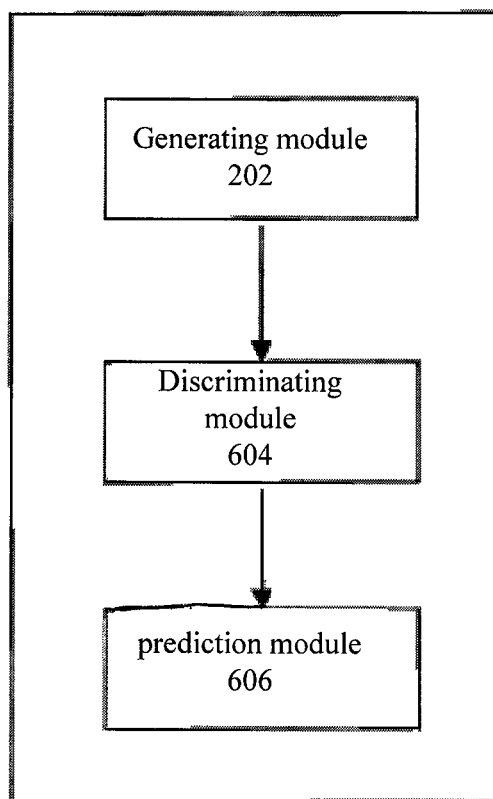 Generating module
202
Discriminating
module
604
prediction module
606